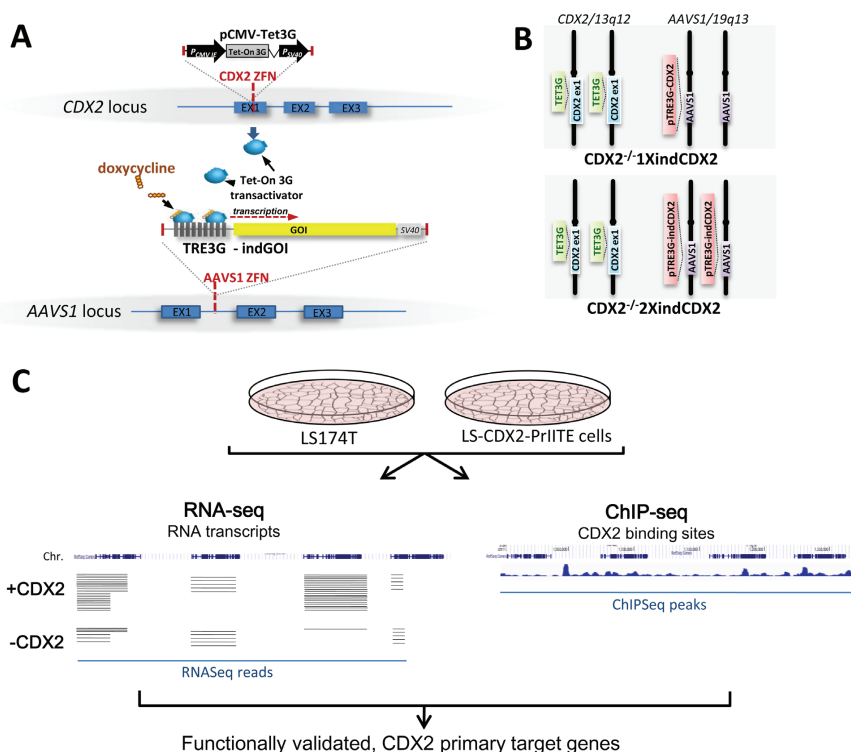 A
pCMV-Tet3G
P CMV IE
Tet-On 3G
P SV40
CDX2 ZFN
CDX2 locus
EX1
EX2
EX3
doxycycline
Tet-On 3G
transactivator
transcription
GOI
SV40
TRE3G - indGOI
AAVS1 ZFN
AAVS1 locus
EX1
EX2
EX3
B
CDX2/13q12
AAVS1/19q13
TET3G
CDX2 ex1
TET3G
CDX2 ex1
pTRE3G-CDX2
AAVS1
AAVS1
CDX2-/-1XindCDX2
TET3G
CDX2 ex1
TET3G
CDX2 ex1
pTRE3G-indCDX2
AAVS1
pTRE3G-indCDX2
AAVS1
CDX2-/-2XindCDX2
C
LS174T
LS-CDX2-PrIITE cells
RNA-seq
RNA transcripts
Chr.
+CDX2
-CDX2
RNASeq reads
ChIP-seq
CDX2 binding sites
ChIPSeq peaks
Functionally validated, CDX2 primary target genes